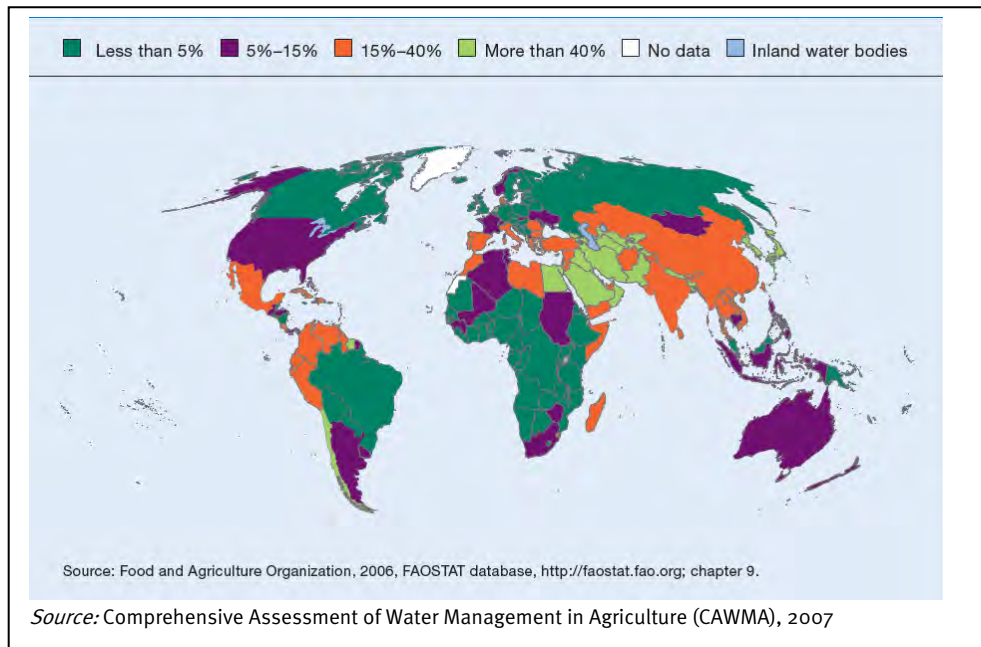 Less than 5% 5%–15% 15%–40% More than 40% No data Inland water bodies
Source: Food and Agriculture Organization, 2006, FAOSTAT database, http://faostat.fao.org; chapter 9.
Source: Comprehensive Assessment of Water Management in Agriculture (CAWMA), 2007